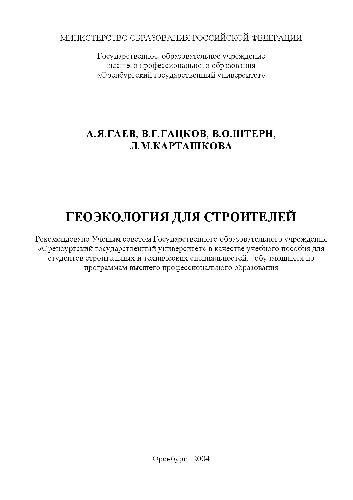 МИНИСТЕРСТВО ОБРАЗОВАНИЯ РОССИЙСКОЙ ФЕДЕРАЦИИ
Государственное образовательное учреждение
высшего профессионального образования
«Оренбургский государственный университет»
А.Я.ГАЕВ, В.Г.ГАЦКОВ, В.О.ШТЕРН,
Л.М.КАРТАШКОВА
ГЕОЭКОЛОГИЯ ДЛЯ СТРОИТЕЛЕЙ
Рекомендовано Ученым советом Государственного образовательного учреждения
«Оренбургский государственный университет» в качестве учебного пособия для
студентов строительных и технических специальностей, обучающихся по
программам высшего профессионального образования
Оренбург 2004